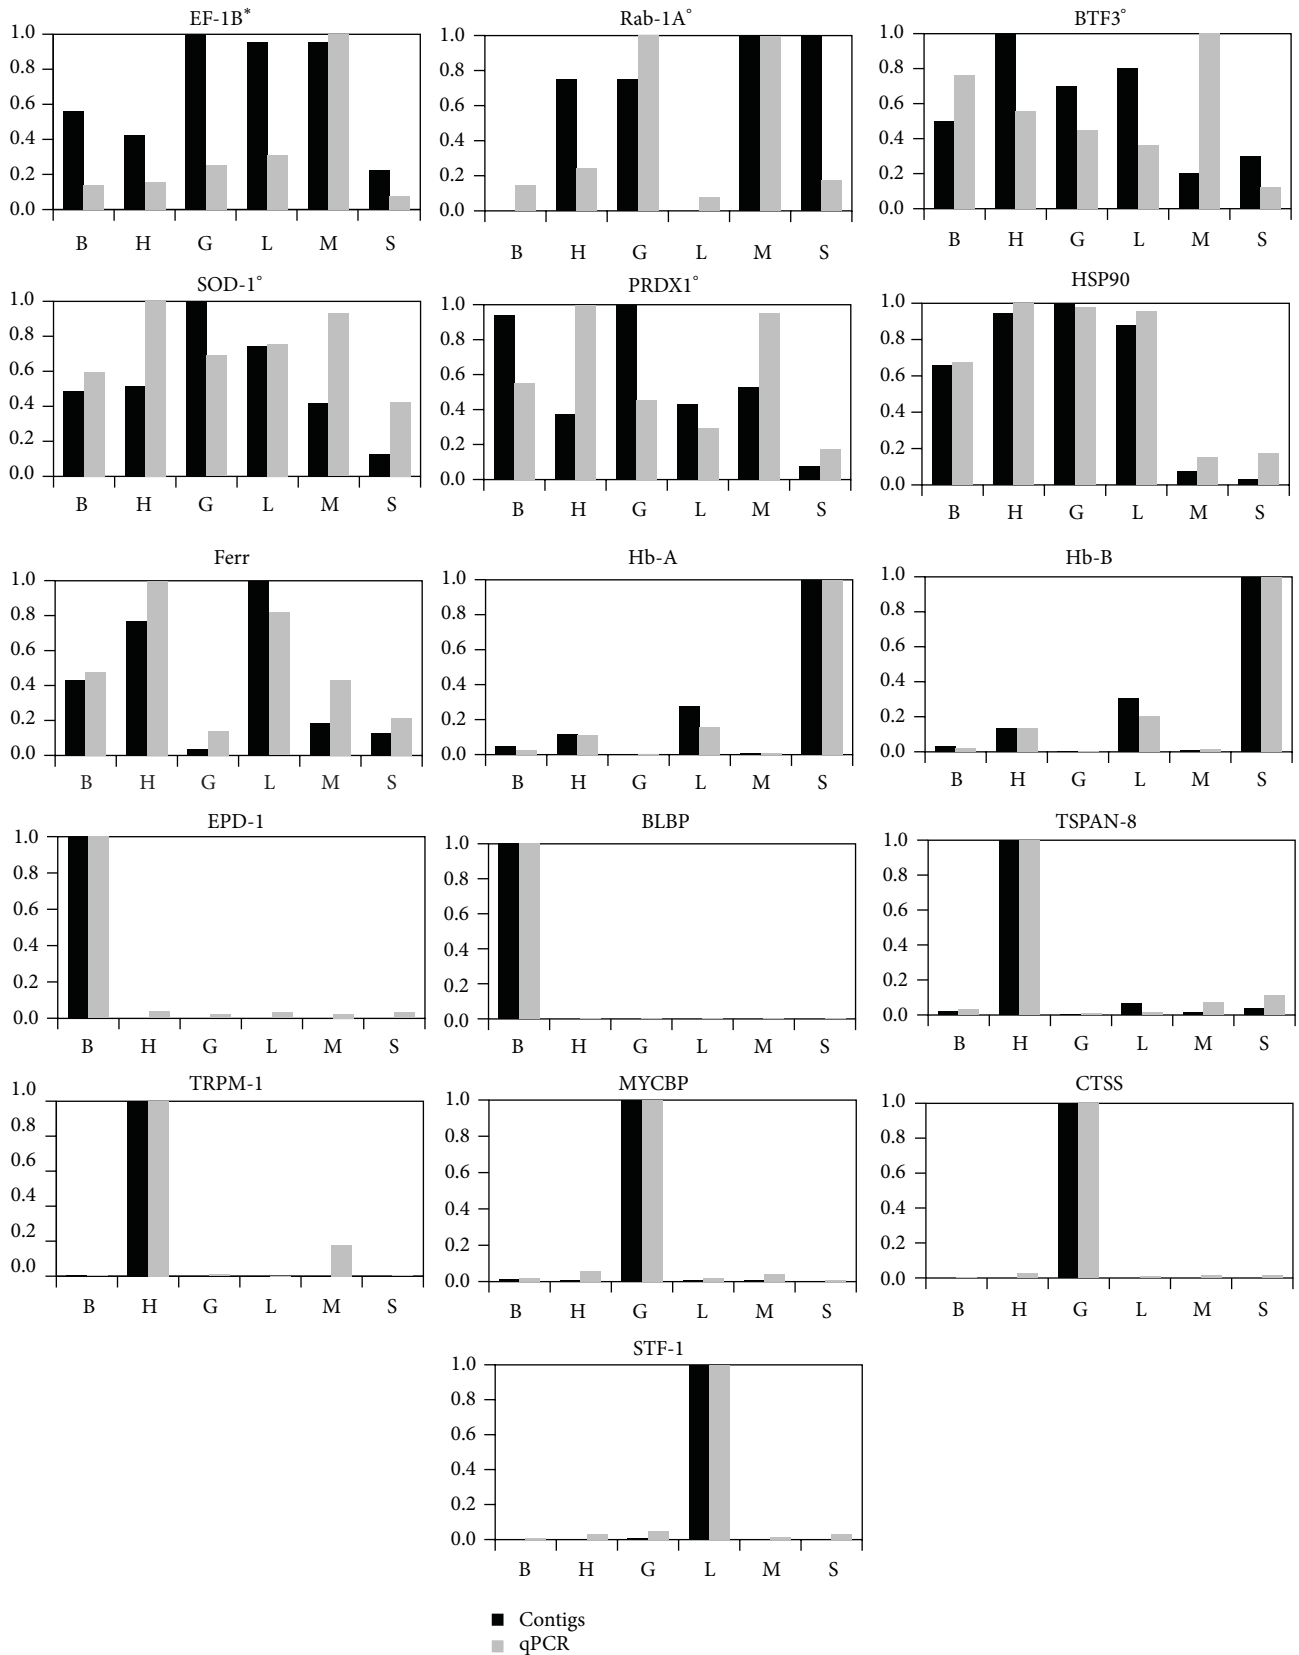 EF-1B* Rab-1A° BTF3°
1.0 1.0 1.0
0.8 0.8 0.8
0.6 0.6 0.6
0.4 0.4 0.4
0.2 0.2 0.2
0.0 0.0 0.0
B H G L M S B H G L M S B H G L M S
SOD-1° PRDX1° HSP90
1.0 1.0 1.0
0.8 0.8 0.8
0.6 0.6 0.6
0.4 0.4 0.4
0.2 0.2 0.2
0.0 0.0 0.0
B H G L M S B H G L M S B H G L M S
Ferr Hb-A Hb-B
1.0 1.0 1.0
0.8 0.8 0.8
0.6 0.6 0.6
0.4 0.4 0.4
0.2 0.2 0.2
0.0 0.0 0.0
B H G L M S B H G L M S B H G L M S
EPD-1 BLBP TSPAN-8
1.0 1.0 1.0
0.8 0.8 0.8
0.6 0.6 0.6
0.4 0.4 0.4
0.2 0.2 0.2
0.0 0.0 0.0
B H G L M S B H G L M S B H G L M S
TRPM-1 MYCBP CTSS
1.0 1.0 1.0
0.8 0.8 0.8
0.6 0.6 0.6
0.4 0.4 0.4
0.2 0.2 0.2
0.0 0.0 0.0
B H G L M S B H G L M S B H G L M S
STF-1
1.0
0.8
0.6
0.4
0.2
0.0
B H G L M S
Contigs
qPCR